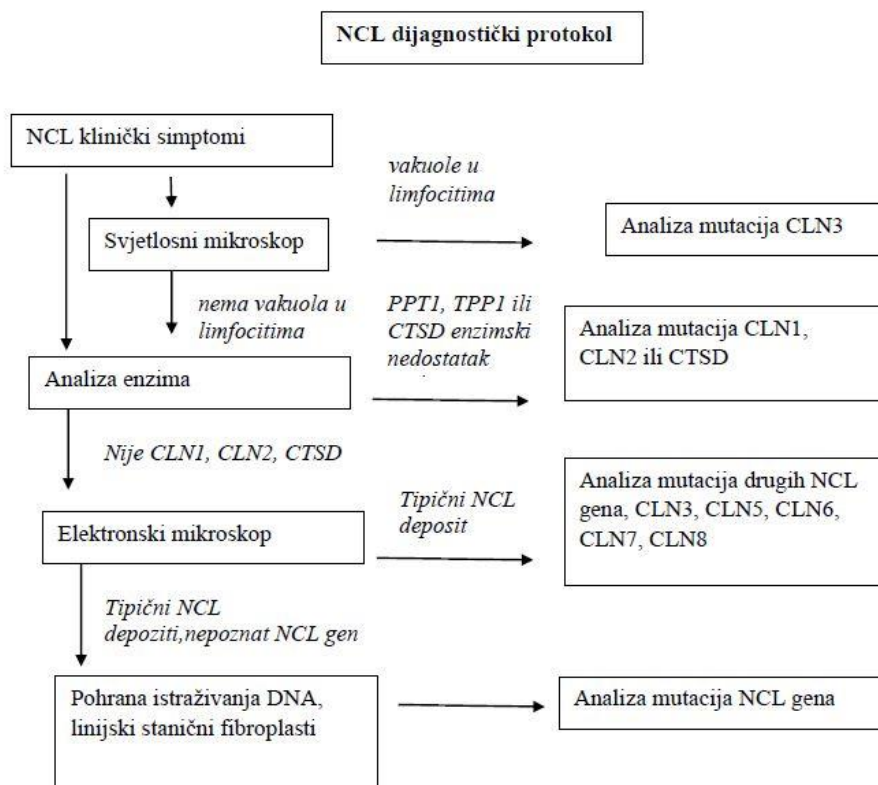 NCL dijagnostički protokol
NCL klinički simptomi
vakuole u
limfocitima
Svjetlosni mikroskop
Analiza mutacija CLN3
nema vakuola u
limfocitima
PPT1, TPP1 ili
CTSD enzimski
nedostatak
Analiza mutacija CLN1,
CLN2 ili CTSD
Analiza enzima
Nije CLN1, CLN2, CTSD
Tipični NCL
deposit
Analiza mutacija drugih NCL
gena, CLN3, CLN5, CLN6,
CLN7, CLN8
Elektronski mikroskop
Tipični NCL
depoziti,nepoznat NCL gen
Pohrana istraživanja DNA,
linijski stanični fibroplasti
Analiza mutacija NCL gena